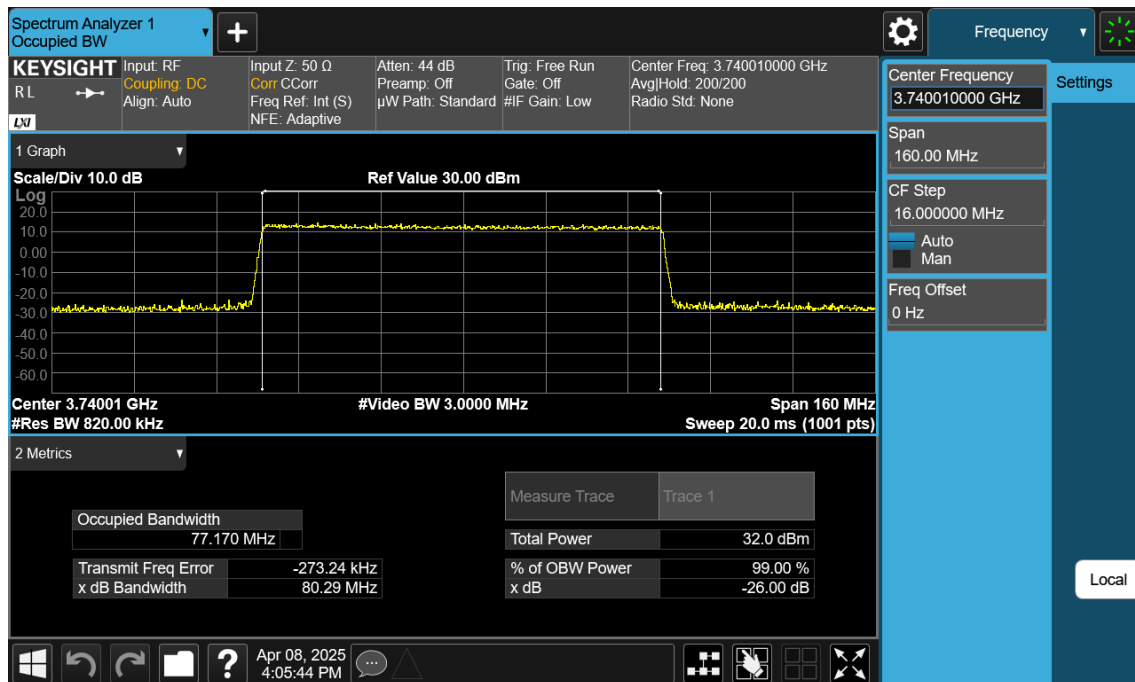 Spectrum Analyzer 1
Occupied BW
+
Frequency
KEYSIGHT
RL
LXI
Input: RF
Coupling: DC
Align: Auto
Input Z: 50 Ω
Corr CCorr
Freq Ref: Int (S)
NFE: Adaptive
Atten: 44 dB
Preamp: Off
µW Path: Standard
Trig: Free Run
Gate: Off
#IF Gain: Low
Center Freq: 3.740010000 GHz
Avg|Hold: 200/200
Radio Std: None
1 Graph
Scale/Div 10.0 dB
Ref Value 30.00 dBm
Log
20.0
10.0
0.00
-10.0
-20.0
-30.0
-40.0
-50.0
-60.0
Center 3.74001 GHz
#Video BW 3.0000 MHz
Span 160 MHz
#Res BW 820.00 kHz
Sweep 20.0 ms (1001 pts)
2 Metrics
Measure Trace
Trace 1
Occupied Bandwidth
77.170 MHz
Total Power
32.0 dBm
Transmit Freq Error
-273.24 kHz
% of OBW Power
99.00 %
x dB Bandwidth
80.29 MHz
x dB
-26.00 dB
Center Frequency
3.740010000 GHz
Settings
Span
160.00 MHz
CF Step
16.000000 MHz
Auto
Man
Freq Offset
0 Hz
Local
?
Apr 08, 2025
4:05:44 PM